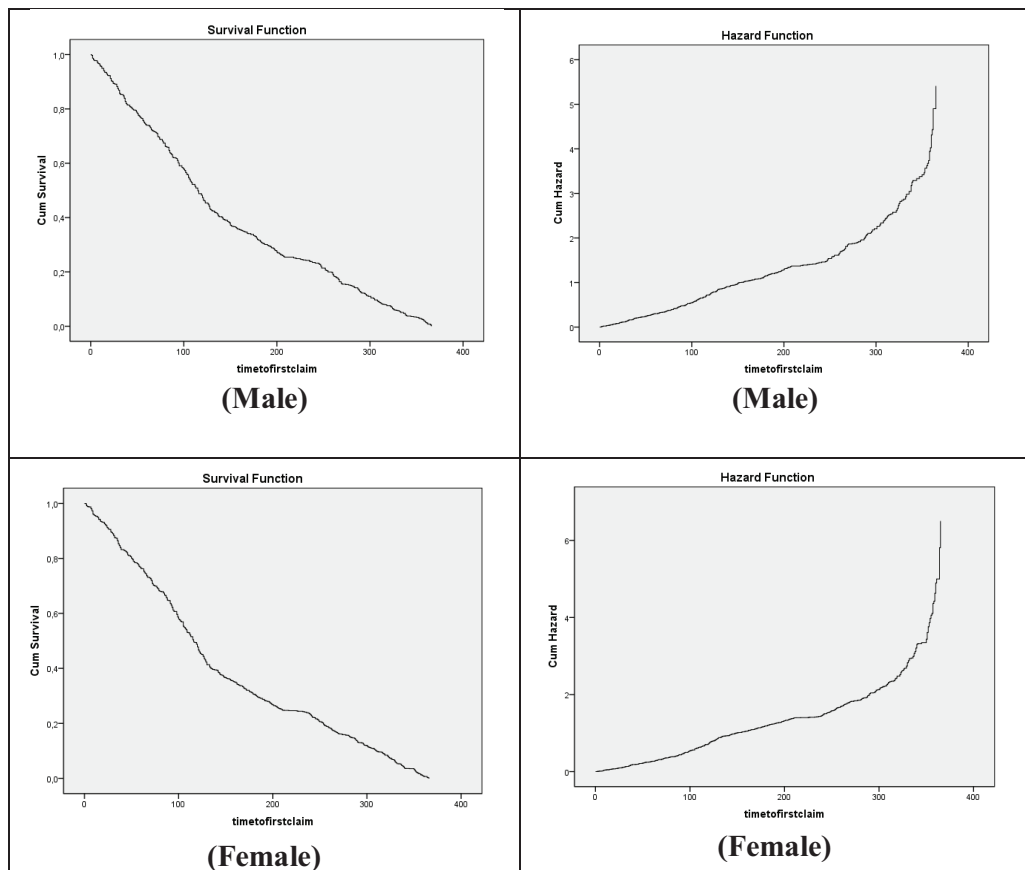 Survival Function
Cum Survival
1,0
0,8
0,6
0,4
0,2
0,0
0 100 200 300 400
timetofirstclaim
(Male)
Hazard Function
Cum Hazard
6
5
4
3
2
1
0
0 100 200 300 400
timetofirstclaim
(Male)
Survival Function
Cum Survival
1,0
0,8
0,6
0,4
0,2
0,0
0 100 200 300 400
timetofirstclaim
(Female)
Hazard Function
Cum Hazard
6
4
2
0
0 100 200 300 400
timetofirstclaim
(Female)